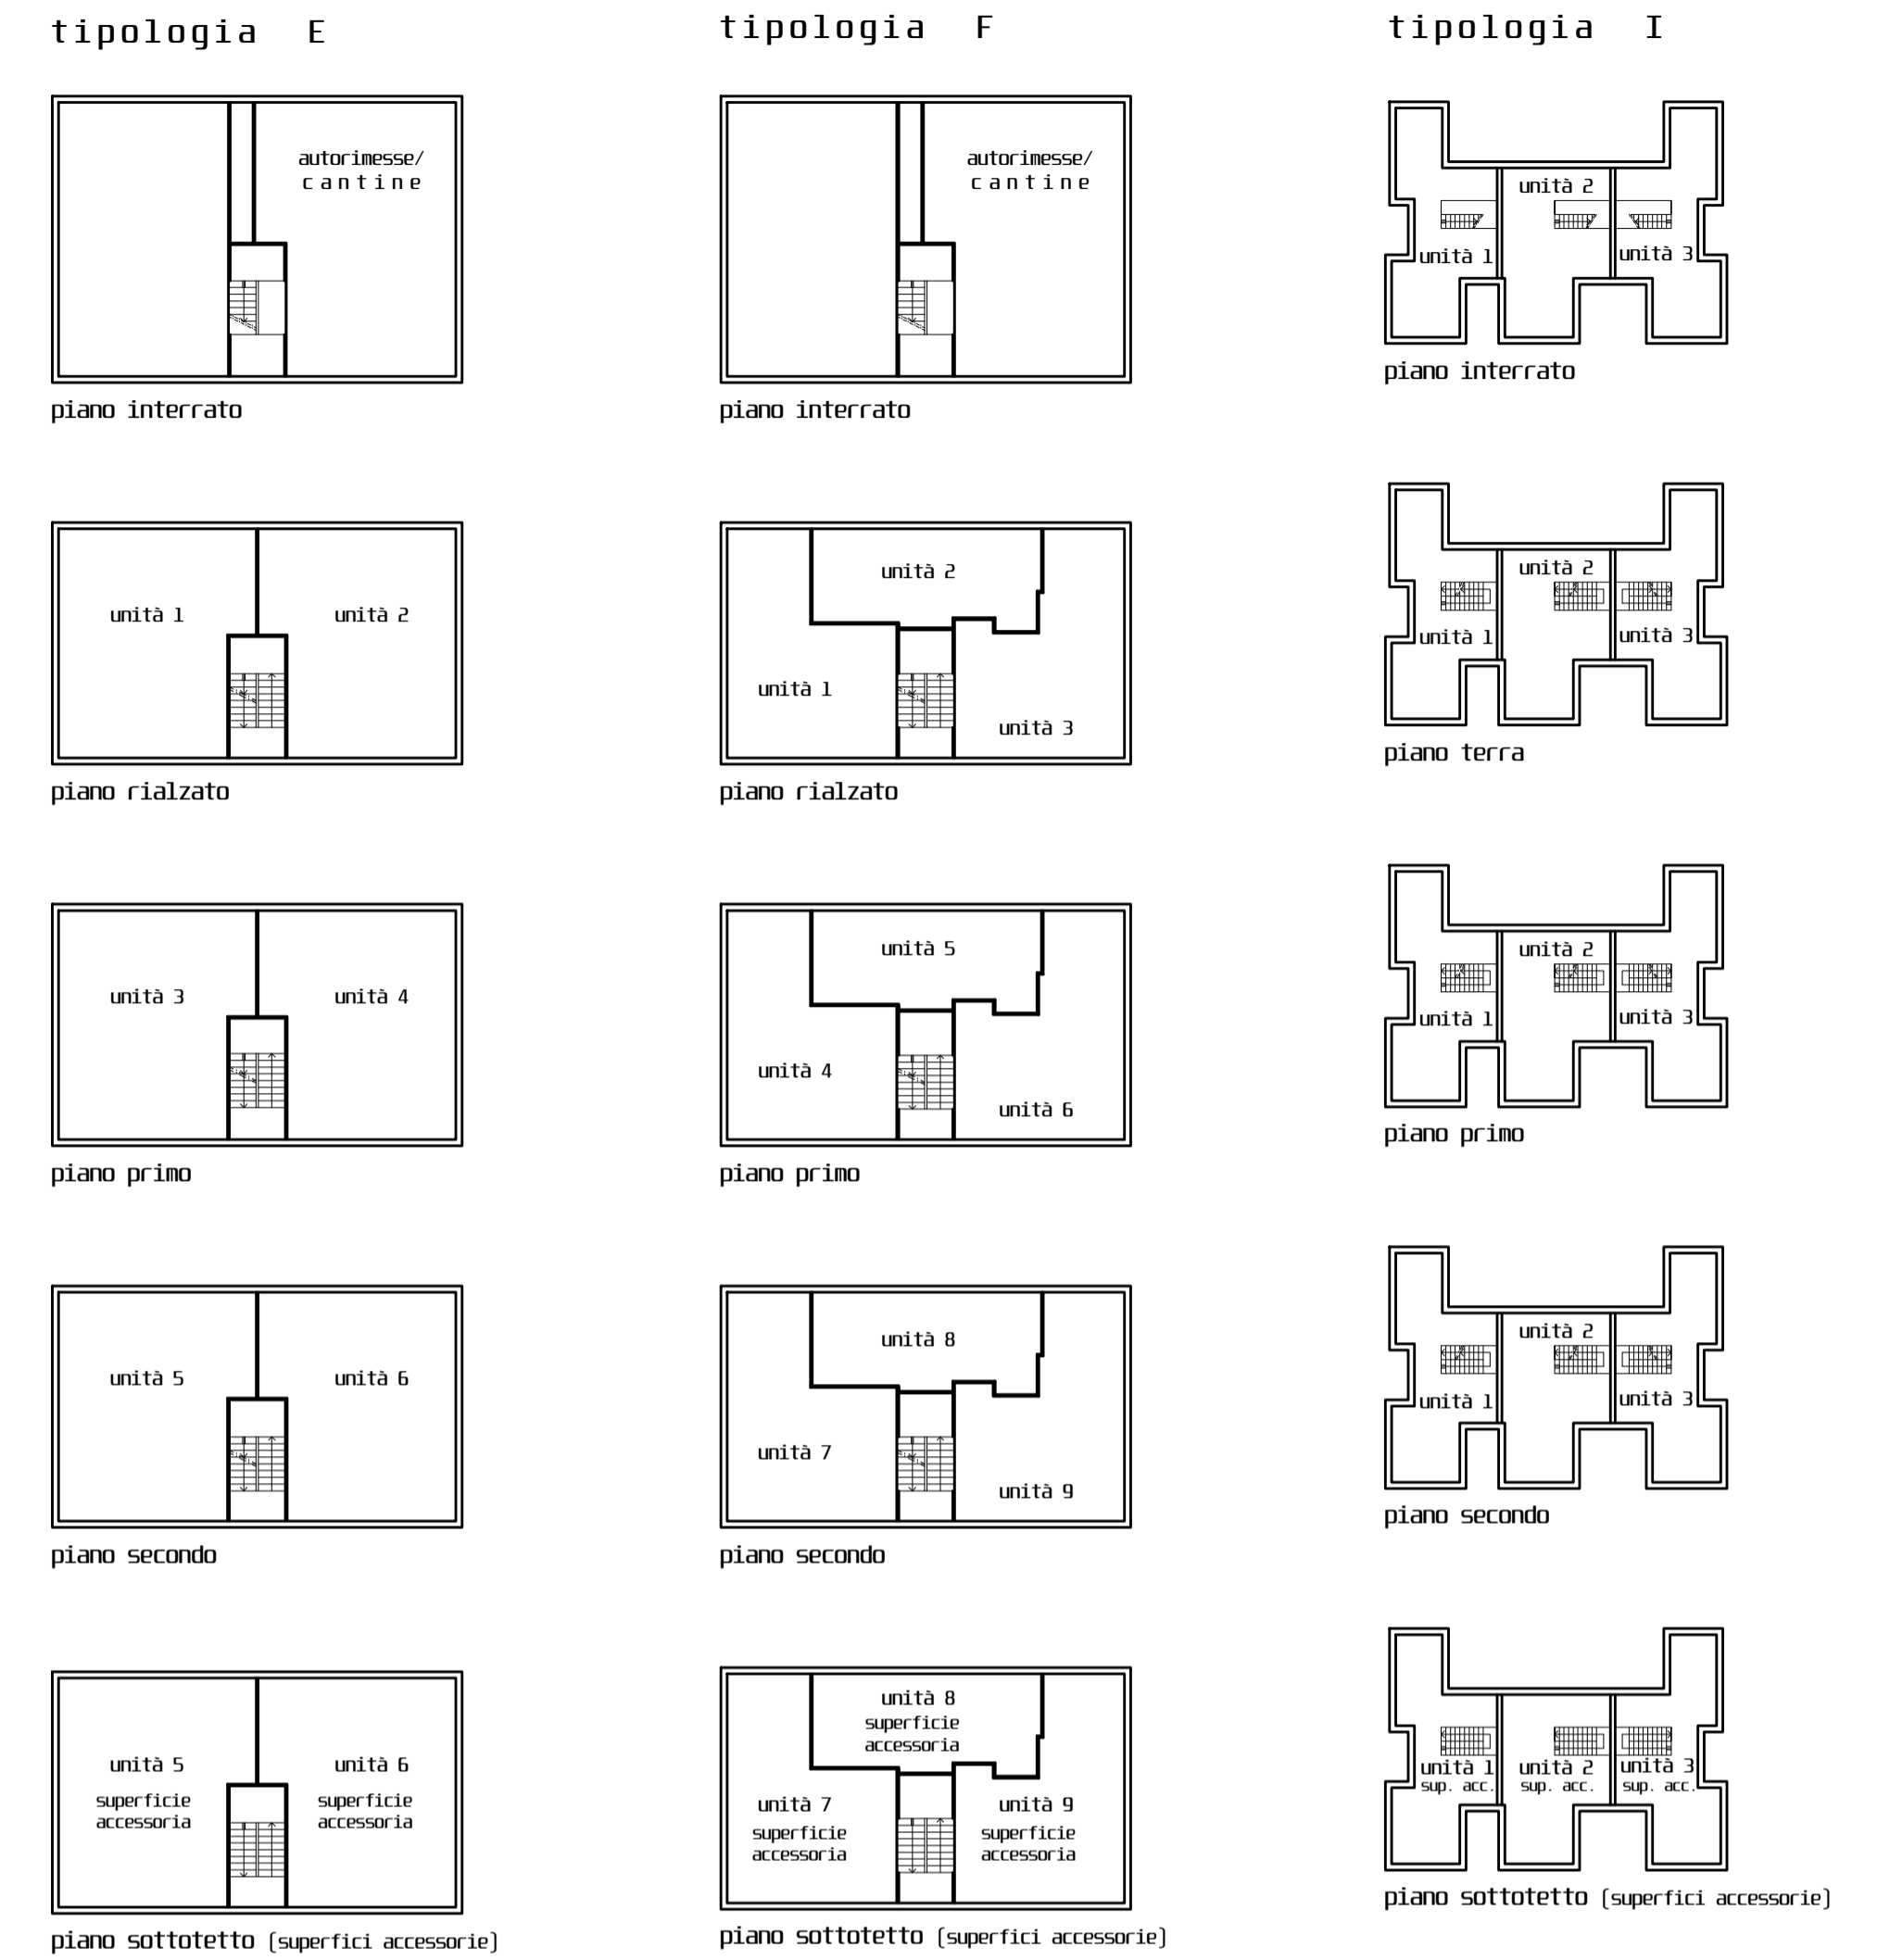 tipologia E
autorimesse/
cantine
piano interrato
unità 1
unità 2
piano rialzato
unità 3
unità 4
piano primo
unità 5
unità 6
piano secondo
unità 5
superficie
accessoria
unità 6
superficie
accessoria
piano sottotetto (superfici accessorie)
tipologia F
autorimesse/
cantine
piano interrato
unità 2
unità 1
unità 3
piano rialzato
unità 5
unità 4
unità 6
piano primo
unità 8
unità 7
unità 9
piano secondo
unità 8
superficie
accessoria
unità 7
superficie
accessoria
unità 9
superficie
accessoria
piano sottotetto (superfici accessorie)
tipologia I
unità 2
unità 1
unità 3
piano interrato
unità 2
unità 1
unità 3
piano terra
unità 2
unità 1
unità 3
piano primo
unità 2
unità 1
unità 3
piano secondo
unità 1
sup. acc.
unità 2
sup. acc.
unità 3
sup. acc.
piano sottotetto (superfici accessorie)